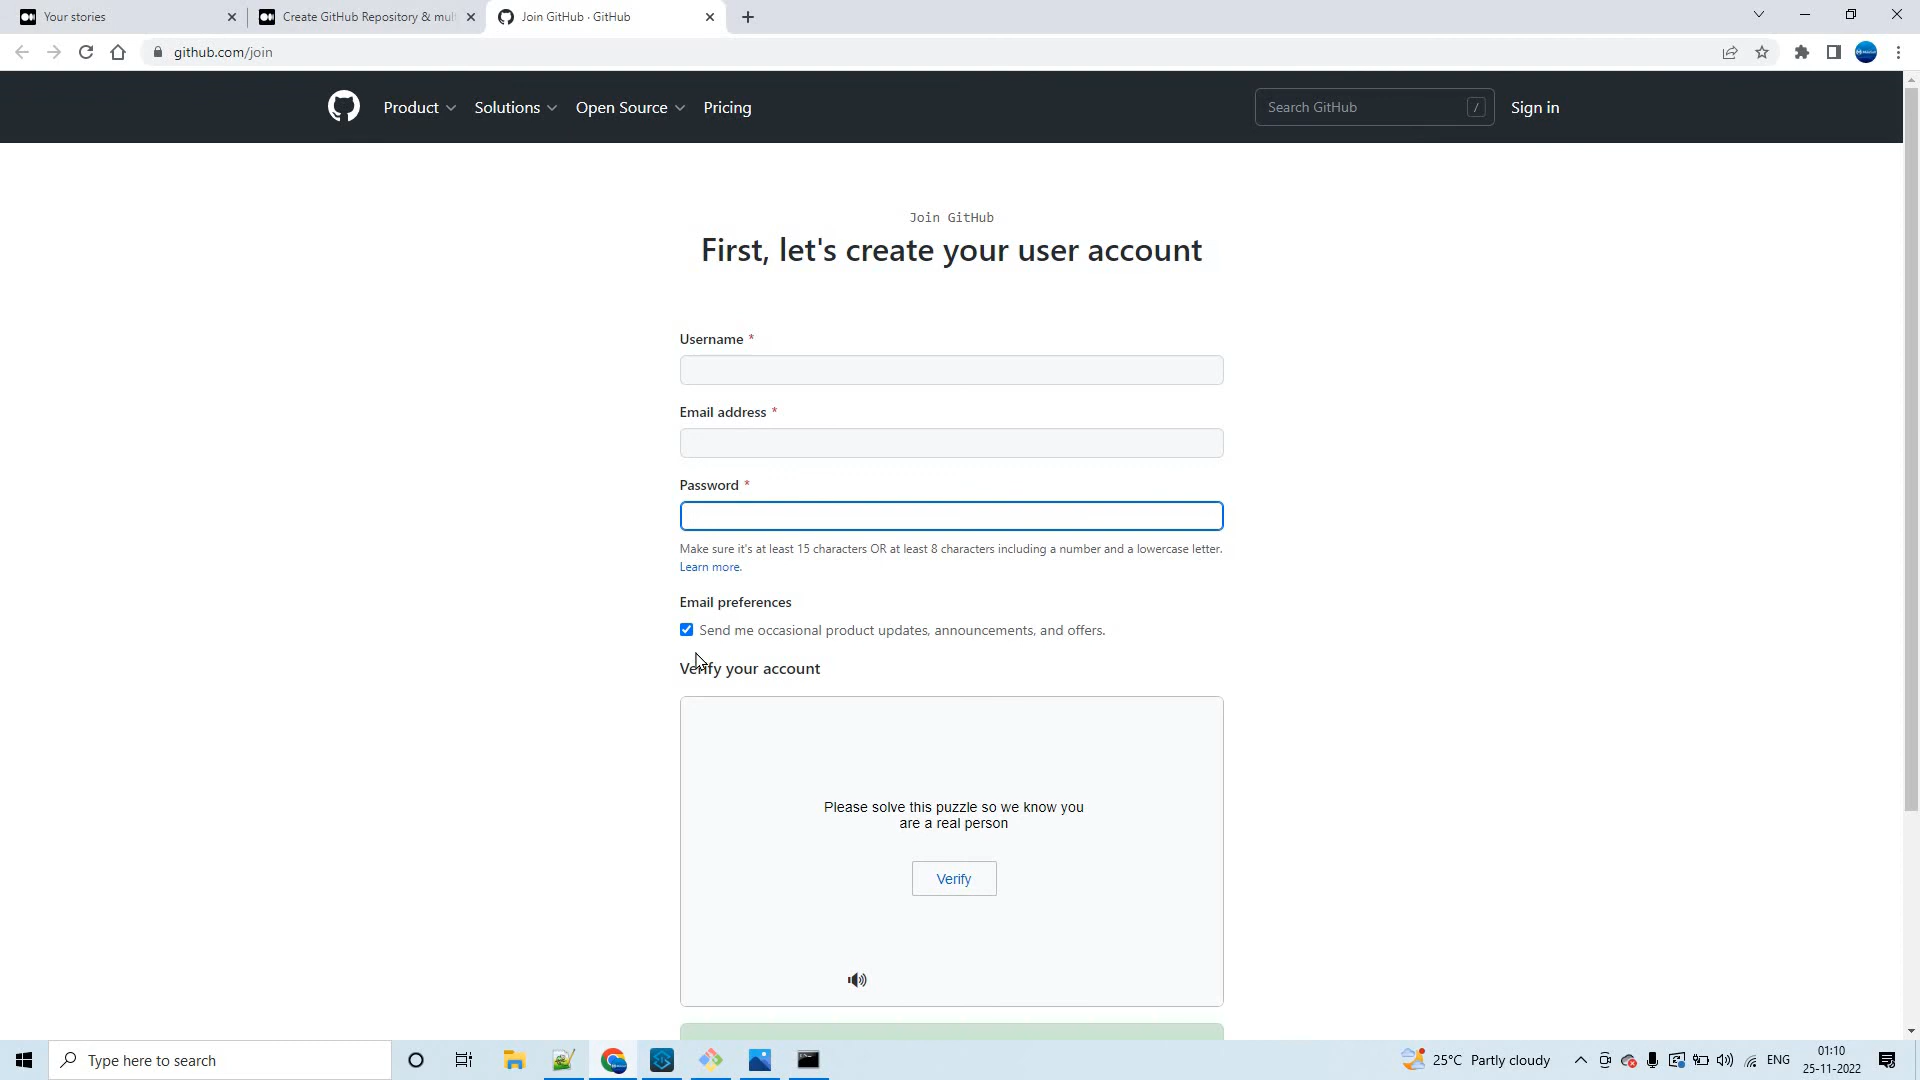 Your stories
Create GitHub Repository & mul
Join GitHub · GitHub
github.com/join
Product
Solutions
Open Source
Pricing
Search GitHub
/
Sign in
Join GitHub
First, let's create your user account
Username *
Email address *
Password *
Make sure it's at least 15 characters OR at least 8 characters including a number and a lowercase letter.
Learn more.
Email preferences
Send me occasional product updates, announcements, and offers.
Verify your account
Please solve this puzzle so we know you
are a real person
Verify
Type here to search
25°C Partly cloudy
ENG
01:10
25-11-2022